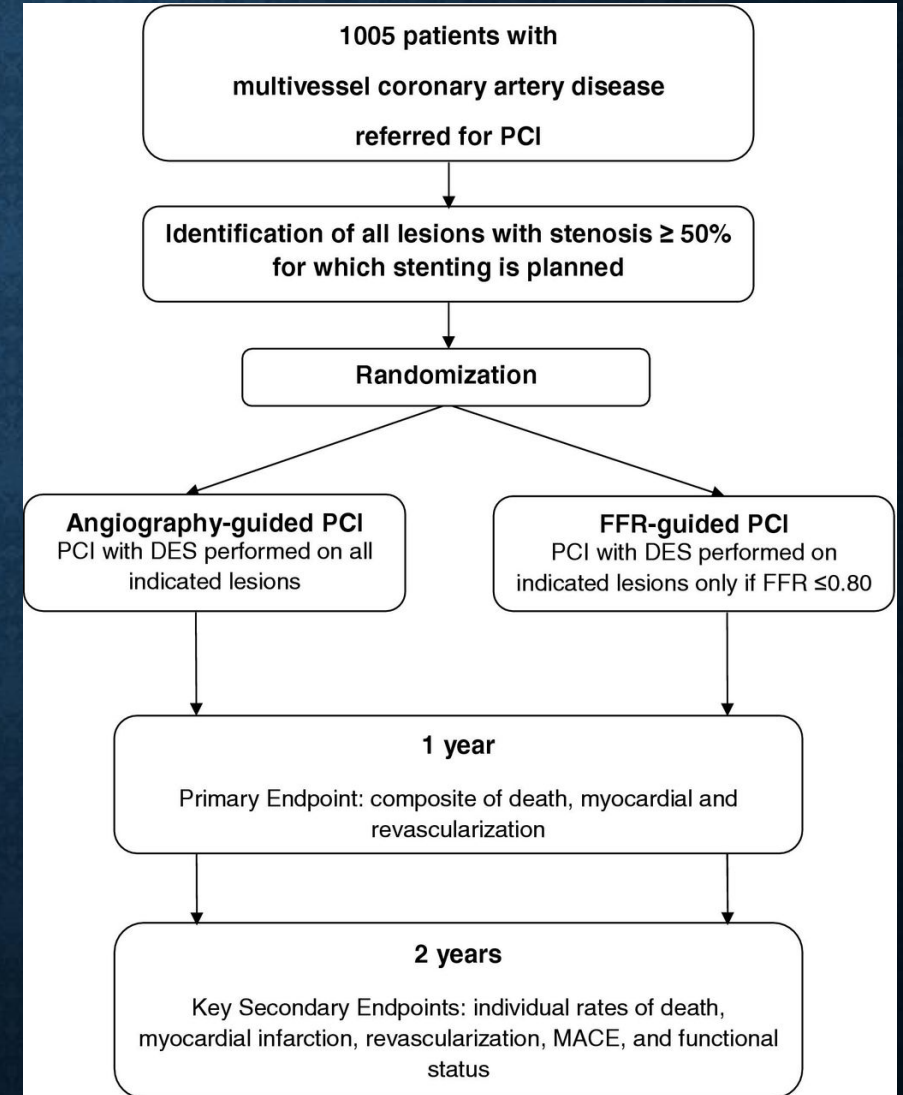 1005 patients with
multivessel coronary artery disease
referred for PCI
Identification of all lesions with stenosis ≥ 50%
for which stenting is planned
Randomization
Angiography-guided PCI
PCI with DES performed on all
indicated lesions
FFR-guided PCI
PCI with DES performed on
indicated lesions only if FFR ≤0.80
1 year
Primary Endpoint: composite of death, myocardial and
revascularization
2 years
Key Secondary Endpoints: individual rates of death,
myocardial infarction, revascularization, MACE, and functional
status